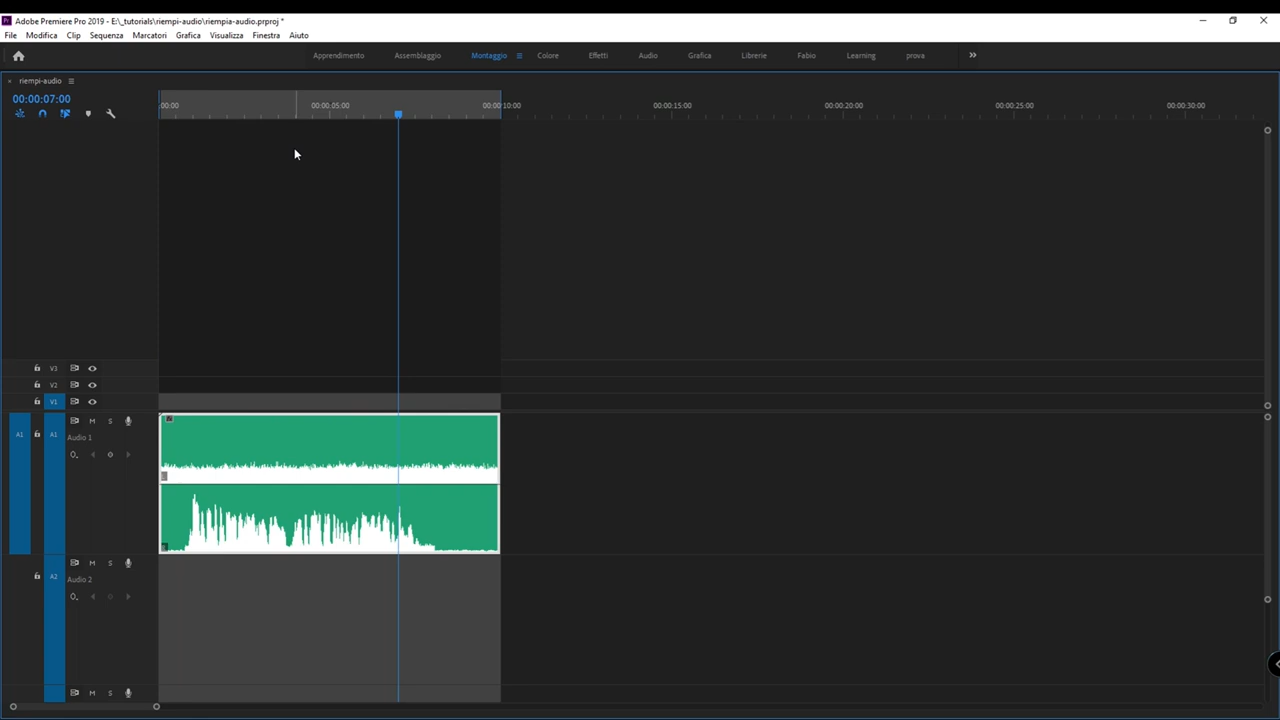 Adobe Premiere Pro 2019 - E:\_tutorials\riempi-audio\riempia-audio.prproj *
File Modifica Clip Sequenza Marcatori Grafica Visualizza Finestra Aiuto
Apprendimento Assemblaggio Montaggio Colore Effetti Audio Grafica Librerie Fabio Learning prova
riempi-audio
00:00:07:00
:00:00 00:00:05:00 00:00:10:00 00:00:15:00 00:00:20:00 00:00:25:00 00:00:30:00
V3
V2
V1
A1 A1 M S
Audio 1
M S
A2 Audio 2
M S